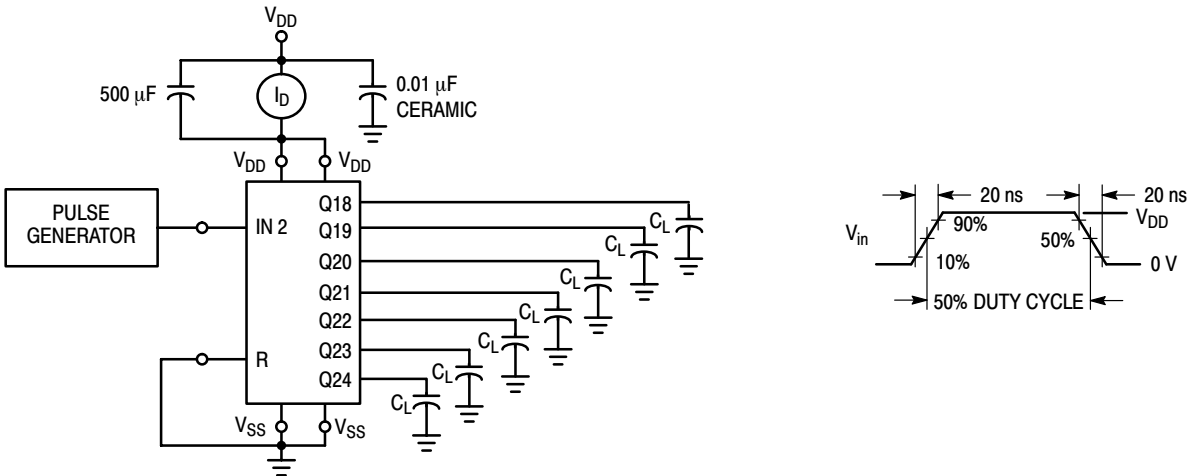 V_DD
500 μF
I_D
0.01 μF
CERAMIC
V_DD
V_DD
PULSE
GENERATOR
IN 2
R
Q18
Q19
Q20
Q21
Q22
Q23
Q24
C_L
C_L
C_L
C_L
C_L
C_L
C_L
V_SS
V_SS
20 ns
20 ns
V_in
90%
10%
50%
V_DD
0 V
50% DUTY CYCLE